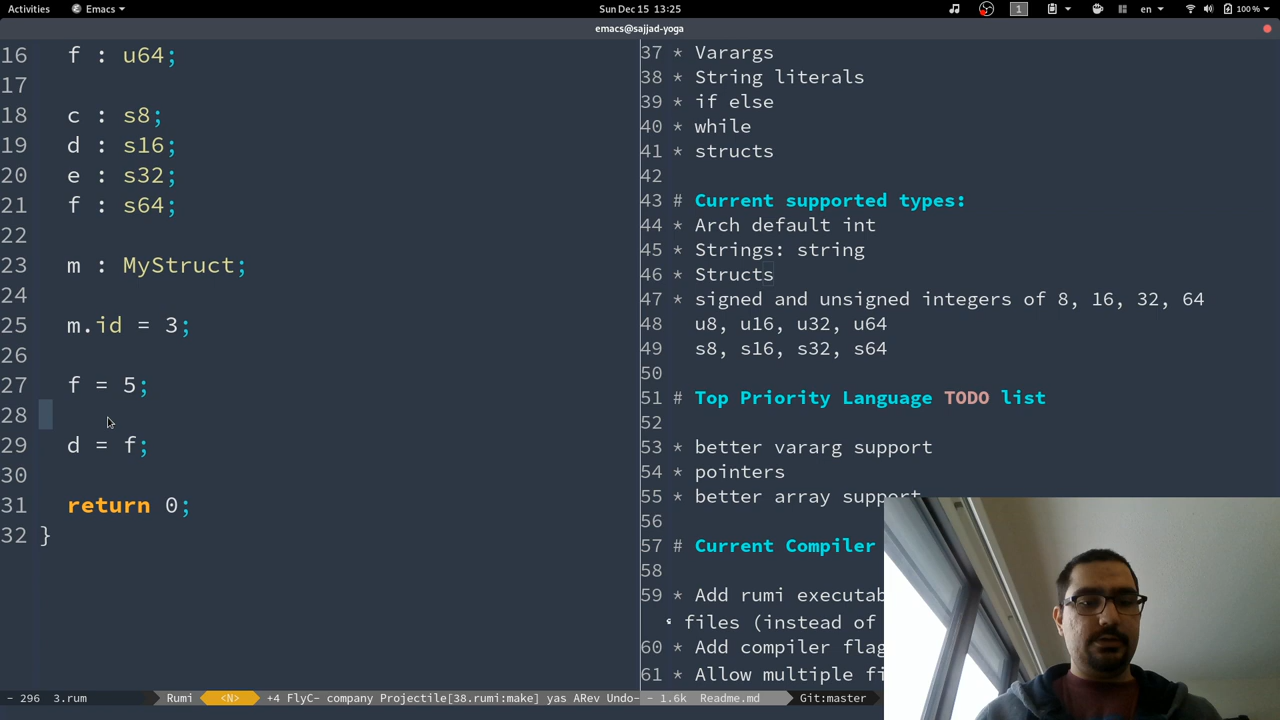 Activities Emacs Sun Dec 15 13:25 1 en 100 %
emacs@sajjad-yoga
16 f : u64;
17
18 c : s8;
19 d : s16;
20 e : s32;
21 f : s64;
22
23 m : MyStruct;
24
25 m.id = 3;
26
27 f = 5;
28
29 d = f;
30
31 return 0;
32 }
- 296 3.rum Rumi <N> +4 FlyC- company Projectile[38.rumi:make] yas ARev Undo-
37 * Varargs
38 * String literals
39 * if else
40 * while
41 * structs
42
43 # Current supported types:
44 * Arch default int
45 * Strings: string
46 * Structs
47 * signed and unsigned integers of 8, 16, 32, 64
48 u8, u16, u32, u64
49 s8, s16, s32, s64
50
51 # Top Priority Language TODO list
52
53 * better vararg support
54 * pointers
55 * better array support
56
57 # Current Compiler
58
59 * Add rumi executab
files (instead of
60 * Add compiler flag
61 * Allow multiple fi
- 1.6k Readme.md Git:master